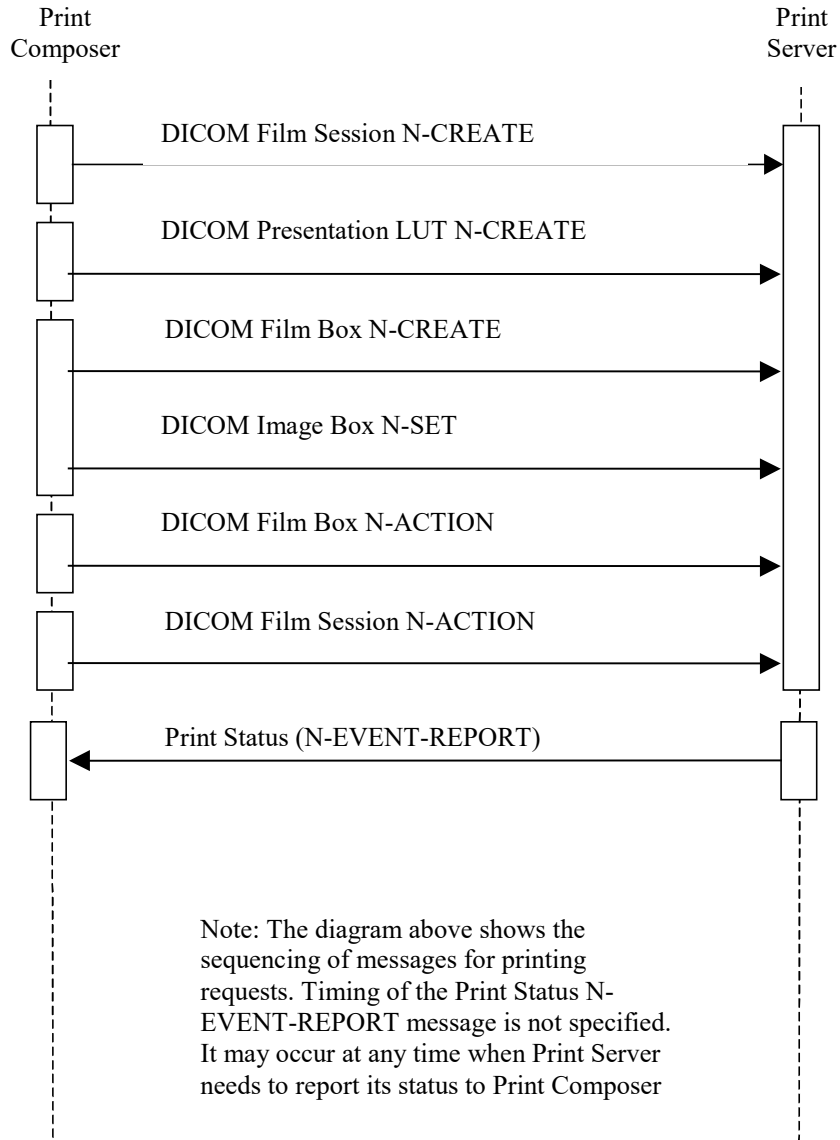 Print
Composer
Print
Server
DICOM Film Session N-CREATE
DICOM Presentation LUT N-CREATE
DICOM Film Box N-CREATE
DICOM Image Box N-SET
DICOM Film Box N-ACTION
DICOM Film Session N-ACTION
Print Status (N-EVENT-REPORT)
Note: The diagram above shows the
sequencing of messages for printing
requests. Timing of the Print Status N-
EVENT-REPORT message is not specified.
It may occur at any time when Print Server
needs to report its status to Print Composer